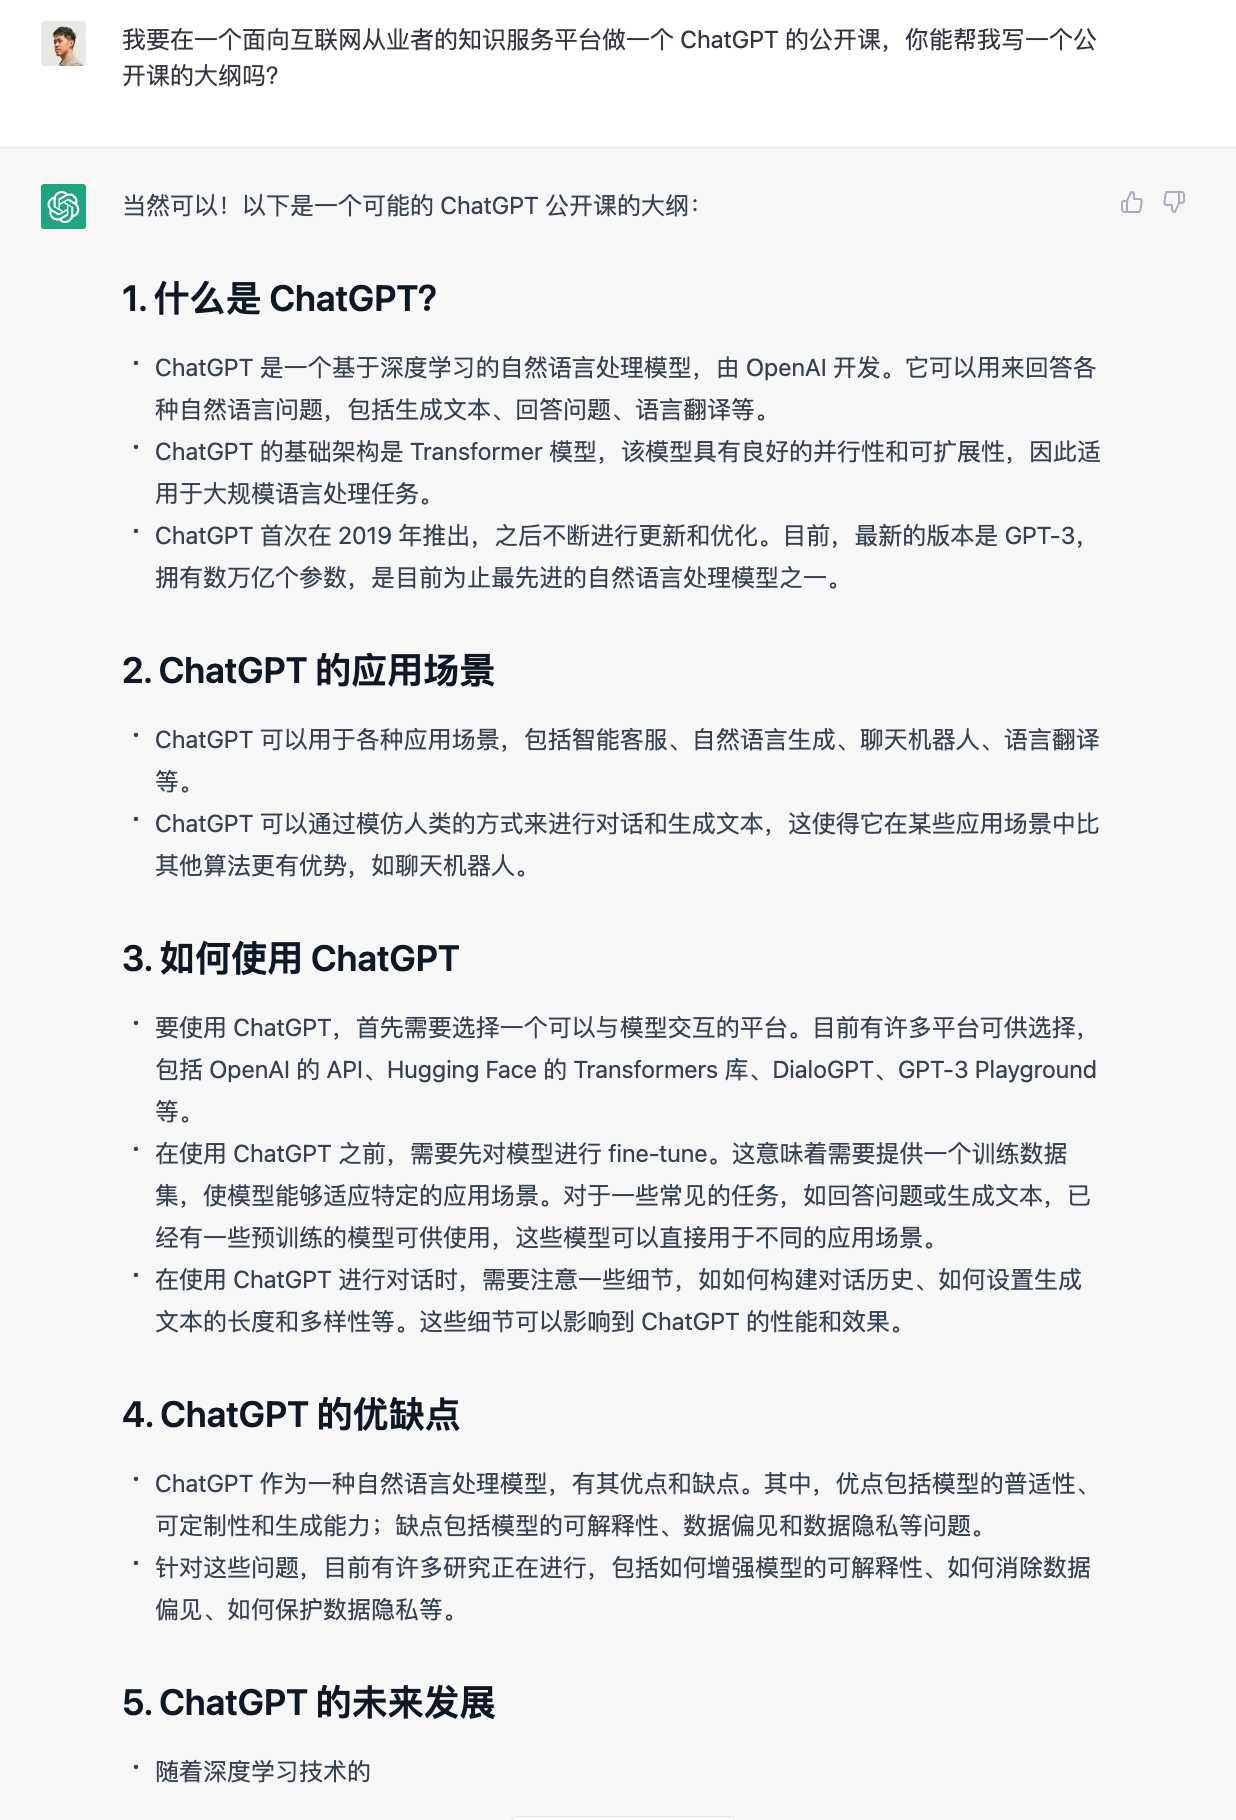 我要在一个面向互联网从业者的知识服务平台做一个 ChatGPT 的公开课，你能帮我写一个公
开课的大纲吗？
当然可以！以下是一个可能的 ChatGPT 公开课的大纲：
1. 什么是 ChatGPT?
· ChatGPT 是一个基于深度学习的自然语言处理模型，由 OpenAI 开发。它可以用来回答各
种自然语言问题，包括生成文本、回答问题、语言翻译等。
· ChatGPT 的基础架构是 Transformer 模型，该模型具有良好的并行性和可扩展性，因此适
用于大规模语言处理任务。
· ChatGPT 首次在 2019 年推出，之后不断进行更新和优化。目前，最新的版本是 GPT-3，
拥有数万亿个参数，是目前为止最先进的自然语言处理模型之一。
2. ChatGPT 的应用场景
· ChatGPT 可以用于各种应用场景，包括智能客服、自然语言生成、聊天机器人、语言翻译
等。
· ChatGPT 可以通过模仿人类的方式来进行对话和生成文本，这使得它在某些应用场景中比
其他算法更有优势，如聊天机器人。
3. 如何使用 ChatGPT
· 要使用 ChatGPT，首先需要选择一个可以与模型交互的平台。目前有许多平台可供选择，
包括 OpenAI 的 API、Hugging Face 的 Transformers 库、DialoGPT、GPT-3 Playground
等。
· 在使用 ChatGPT 之前，需要先对模型进行 fine-tune。这意味着需要提供一个训练数据
集，使模型能够适应特定的应用场景。对于一些常见的任务，如回答问题或生成文本，已
经有一些预训练的模型可供使用，这些模型可以直接用于不同的应用场景。
· 在使用 ChatGPT 进行对话时，需要注意一些细节，如如何构建对话历史、如何设置生成
文本的长度和多样性等。这些细节可以影响到 ChatGPT 的性能和效果。
4. ChatGPT 的优缺点
· ChatGPT 作为一种自然语言处理模型，有其优点和缺点。其中，优点包括模型的普适性、
可定制性和生成能力；缺点包括模型的可解释性、数据偏见和数据隐私等问题。
· 针对这些问题，目前有许多研究正在进行，包括如何增强模型的可解释性、如何消除数据
偏见、如何保护数据隐私等。
5. ChatGPT 的未来发展
· 随着深度学习技术的